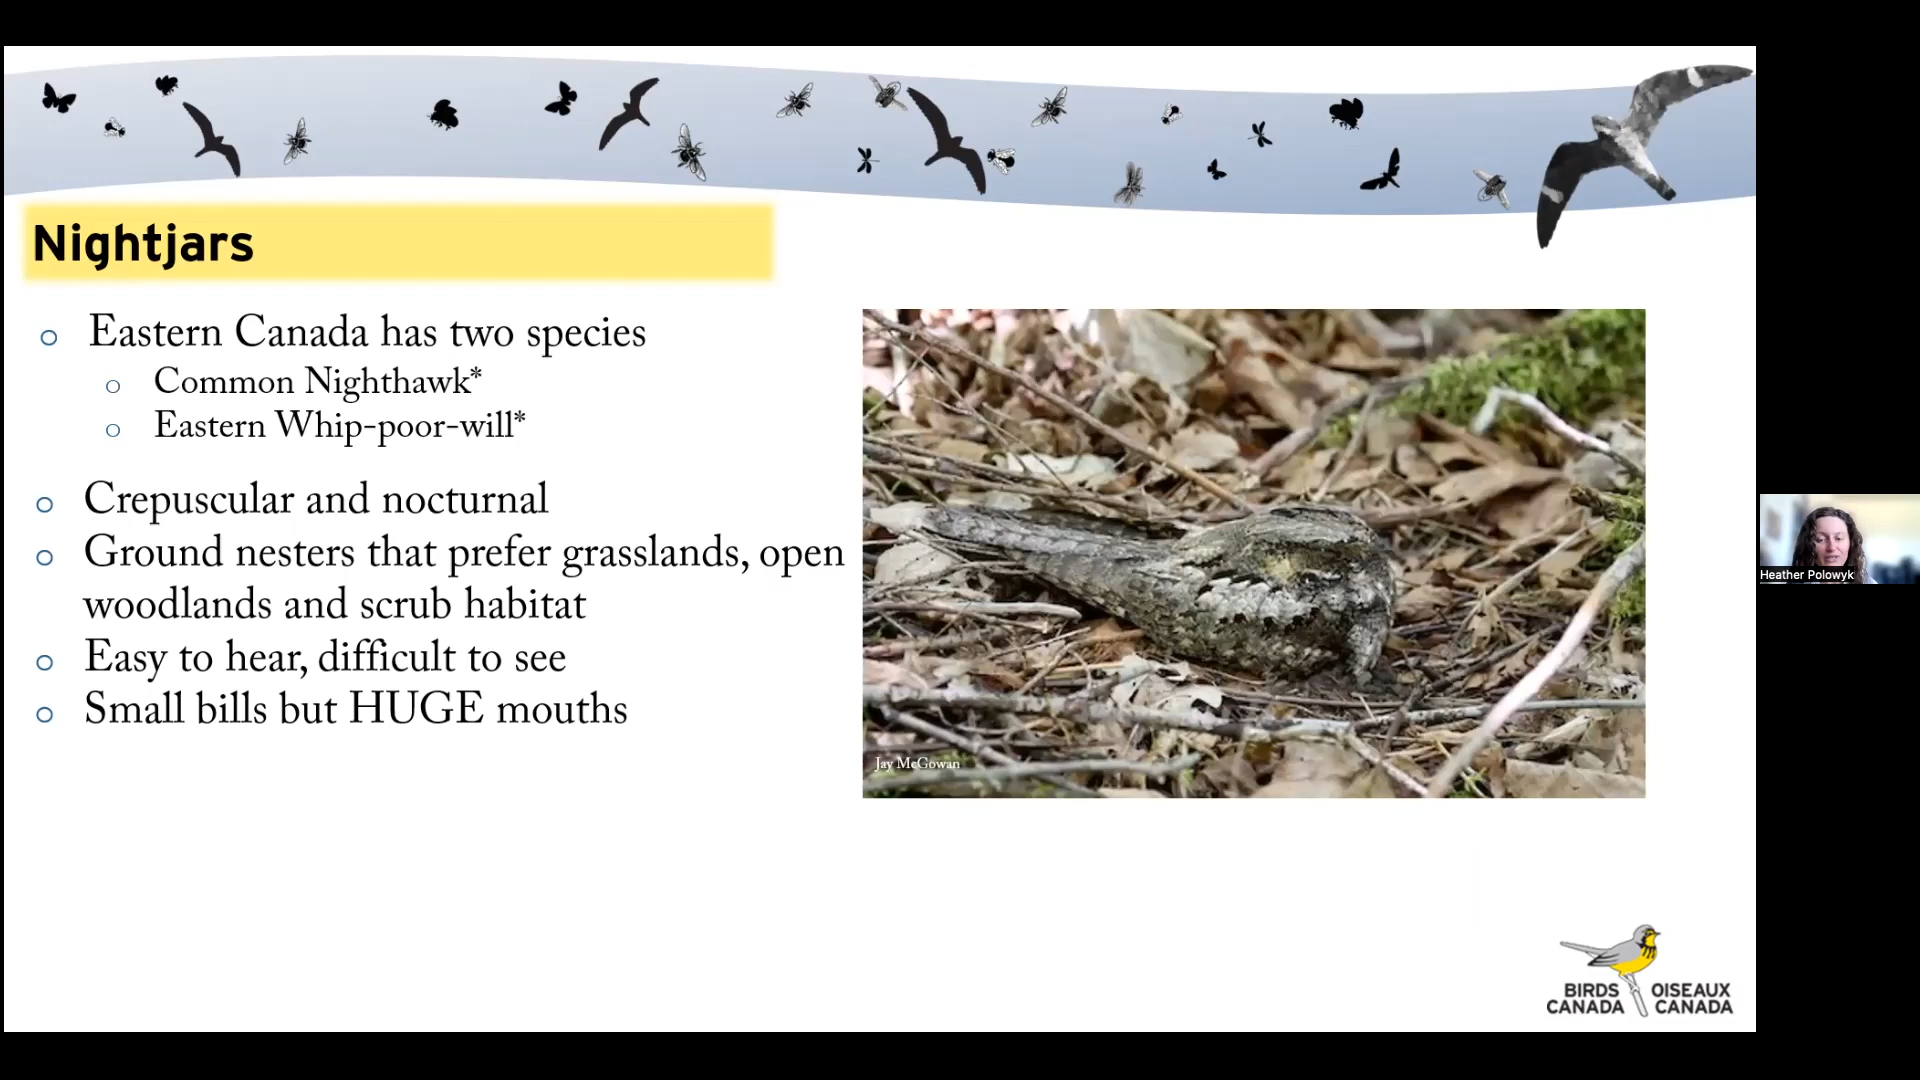 Nightjars
Eastern Canada has two species
Common Nighthawk*
Eastern Whip-poor-will*
Crepuscular and nocturnal
Ground nesters that prefer grasslands, open
woodlands and scrub habitat
Easy to hear, difficult to see
Small bills but HUGE mouths
Jay McGowan
Heather Polowyk
BIRDS OISEAUX
CANADA CANADA